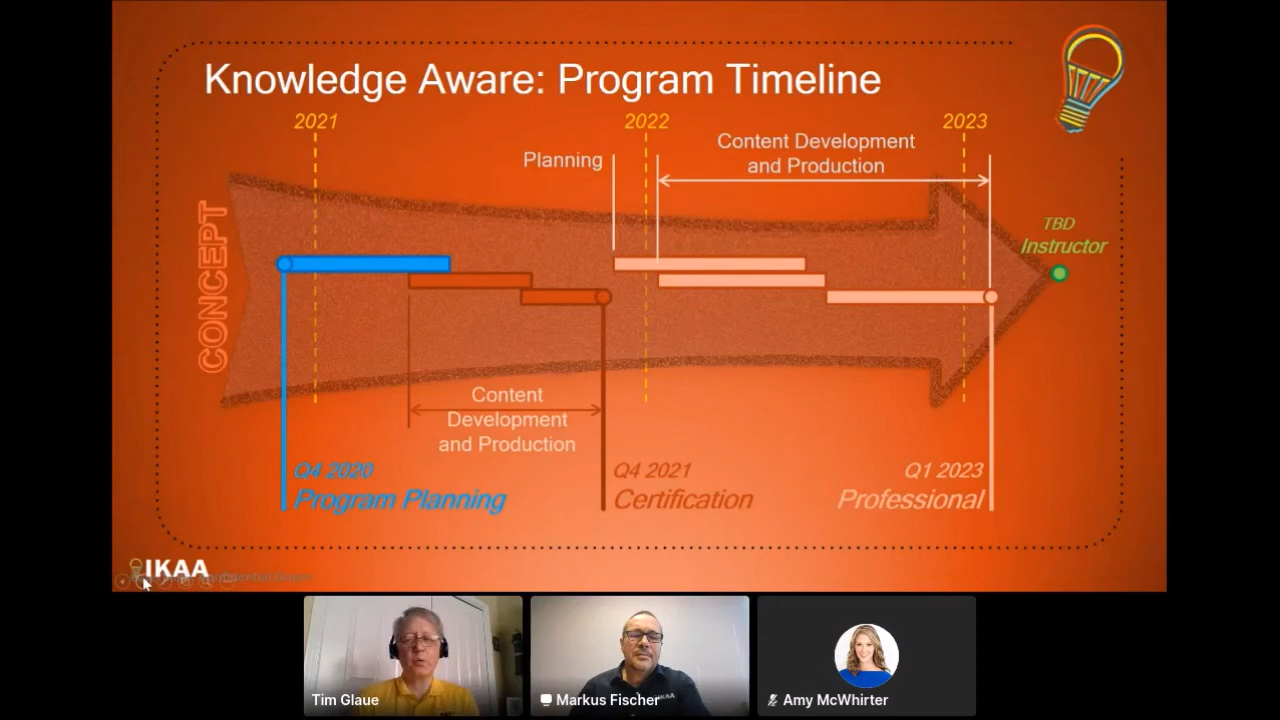 Knowledge Aware: Program Timeline
2021
2022
2023
Planning
Content Development
and Production
CONCEPT
TBD
Instructor
Content
Development
and Production
Q4 2020
Program Planning
Q4 2021
Certification
Q1 2023
Professional
IKAA
Tim Glaue
Markus Fischer
IKAA
Amy McWhirter